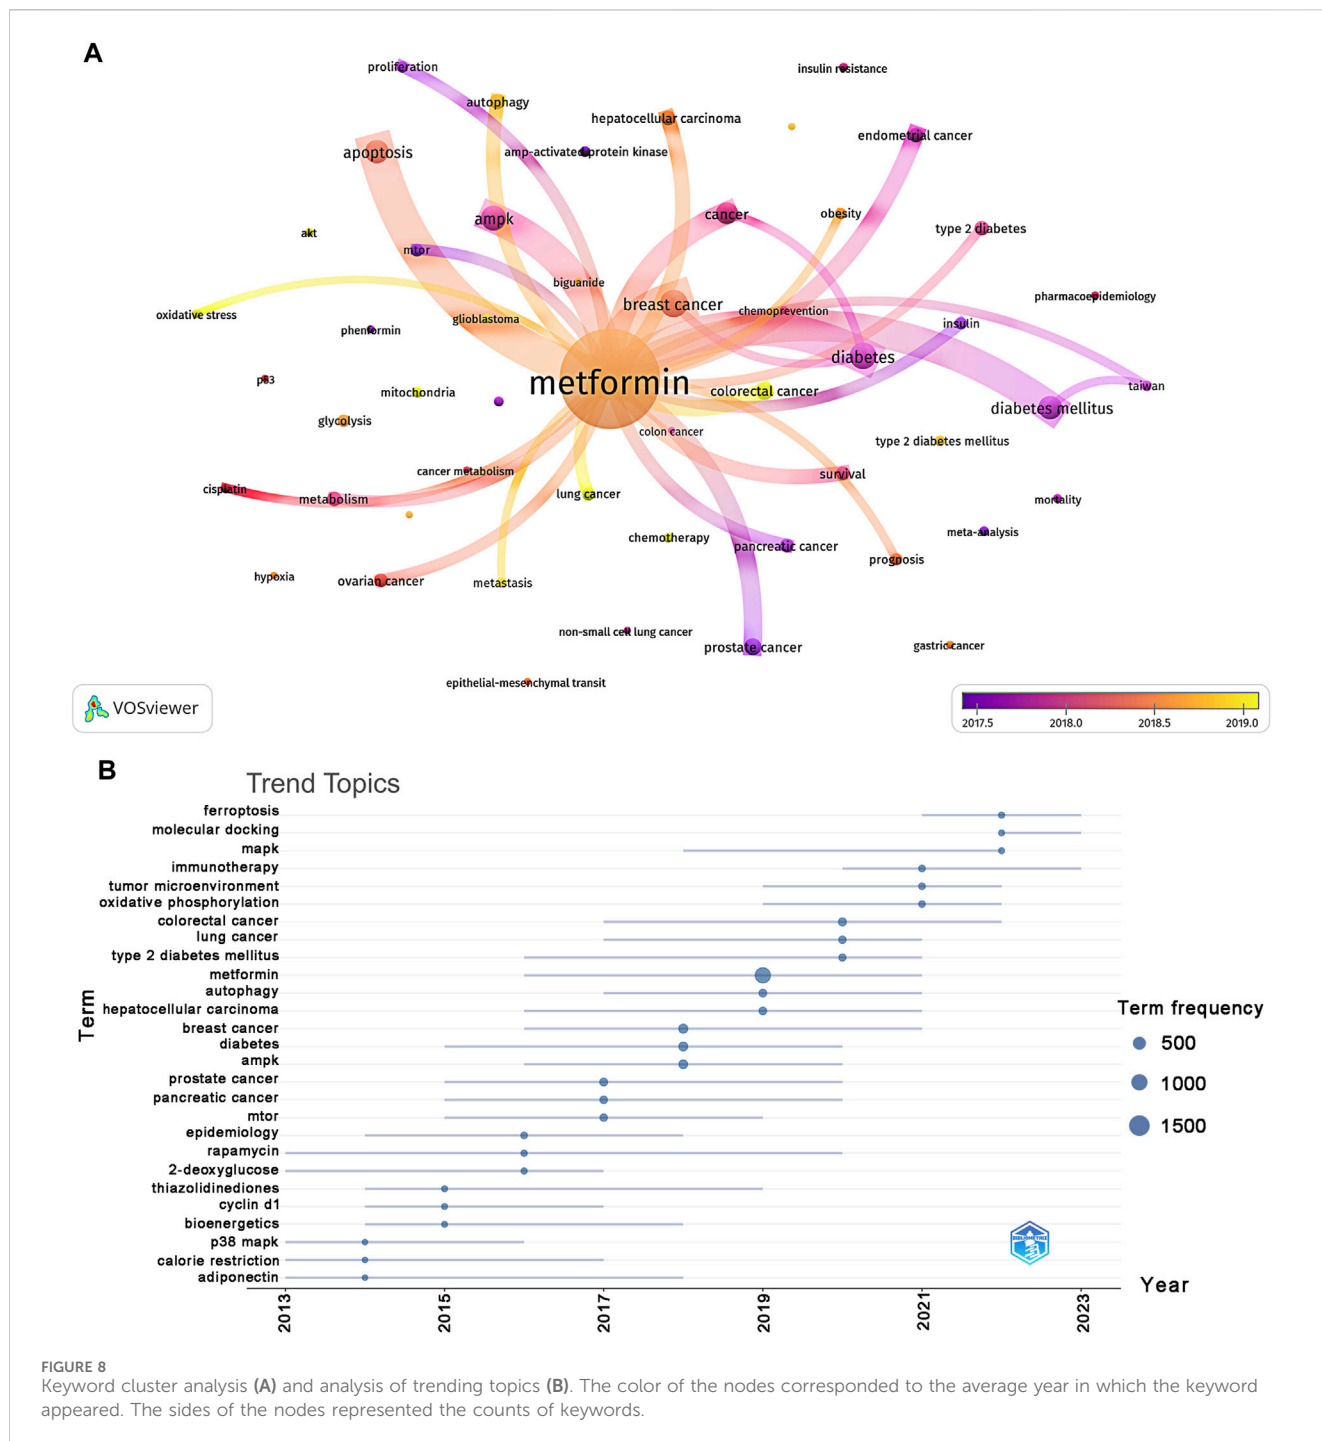 A
proliferation
insulin resistance
autophagy
hepatocellular carcinoma
endometrial cancer
apoptosis
amp-activated protein kinase
ampk
cancer
obesity
type 2 diabetes
akt
mtor
biguanide
pharmacoepidemiology
breast cancer
chemoprevention
oxidative stress
glioblastoma
insulin
phenformin
diabetes
metformin
taiwan
mitochondria
colorectal cancer
diabetes mellitus
glycolysis
colon cancer
type 2 diabetes mellitus
cancer metabolism
survival
cisplatin
metabolism
lung cancer
mortality
chemotherapy
meta-analysis
pancreatic cancer
prognosis
hypoxia
ovarian cancer
metastasis
non-small cell lung cancer
prostate cancer
gastric cancer
epithelial-mesenchymal transit
VOSviewer
2017.5 2018.0 2018.5 2019.0
B
Trend Topics
ferroptosis
molecular docking
mapk
immunotherapy
tumor microenvironment
oxidative phosphorylation
colorectal cancer
lung cancer
type 2 diabetes mellitus
metformin
autophagy
hepatocellular carcinoma
breast cancer
diabetes
ampk
prostate cancer
pancreatic cancer
mtor
epidemiology
rapamycin
2-deoxyglucose
thiazolidinediones
cyclin d1
bioenergetics
p38 mapk
calorie restriction
adiponectin
Term
Term frequency
500
1000
1500
BIBLIOMETRIX
Year
2013 2015 2017 2019 2021 2023
FIGURE 8
Keyword cluster analysis (A) and analysis of trending topics (B). The color of the nodes corresponded to the average year in which the keyword
appeared. The sides of the nodes represented the counts of keywords.